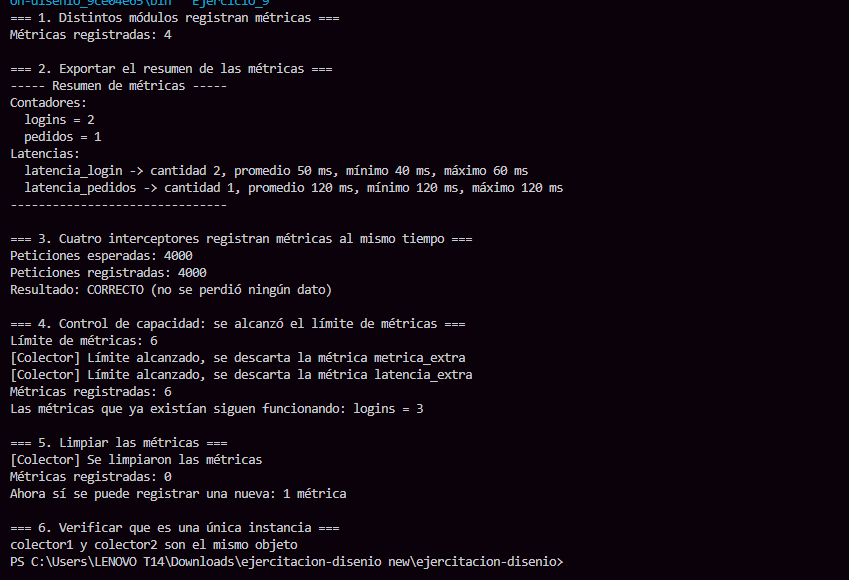 on-disenio_9ce04e65\bin' 'Ejercicio_9'
=== 1. Distintos módulos registran métricas ===
Métricas registradas: 4
=== 2. Exportar el resumen de las métricas ===
----- Resumen de métricas -----
Contadores:
  logins = 2
  pedidos = 1
Latencias:
  latencia_login -> cantidad 2, promedio 50 ms, mínimo 40 ms, máximo 60 ms
  latencia_pedidos -> cantidad 1, promedio 120 ms, mínimo 120 ms, máximo 120 ms
-------------------------------
=== 3. Cuatro interceptores registran métricas al mismo tiempo ===
Peticiones esperadas: 4000
Peticiones registradas: 4000
Resultado: CORRECTO (no se perdió ningún dato)
=== 4. Control de capacidad: se alcanzó el límite de métricas ===
Límite de métricas: 6
[Colector] Límite alcanzado, se descarta la métrica metrica_extra
[Colector] Límite alcanzado, se descarta la métrica latencia_extra
Métricas registradas: 6
Las métricas que ya existían siguen funcionando: logins = 3
=== 5. Limpiar las métricas ===
[Colector] Se limpiaron las métricas
Métricas registradas: 0
Ahora sí se puede registrar una nueva: 1 métrica
=== 6. Verificar que es una única instancia ===
colector1 y colector2 son el mismo objeto
PS C:\Users\LENOVO T14\Downloads\ejercitacion-disenio new\ejercitacion-disenio>